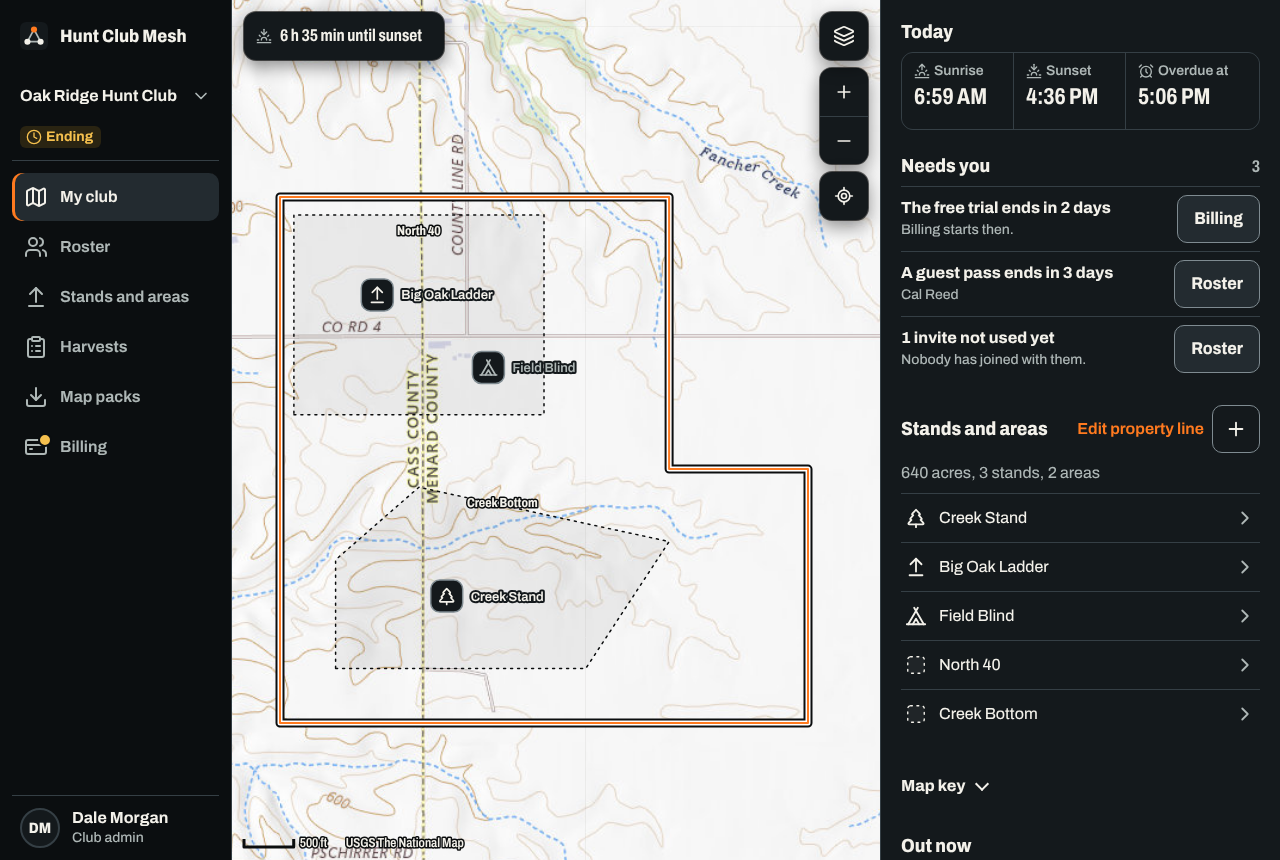 Hunt Club Mesh
Oak Ridge Hunt Club
Ending
My club
Roster
Stands and areas
Harvests
Map packs
Billing
DM
Dale Morgan
Club admin
6 h 35 min until sunset
COUNT LINE RD
Fancher Creek
00
North 40
Big Oak Ladder
CO RD 4
Field Blind
CASS COUNTY
MENARD COUNTY
Creek Bottom
Creek Stand
600
500 ft
USGS The National Map
PSCHIRRER RD
Today
Sunrise
6:59 AM
Sunset
4:36 PM
Overdue at
5:06 PM
Needs you
3
The free trial ends in 2 days
Billing starts then.
Billing
A guest pass ends in 3 days
Cal Reed
Roster
1 invite not used yet
Nobody has joined with them.
Roster
Stands and areas
Edit property line
640 acres, 3 stands, 2 areas
Creek Stand
Big Oak Ladder
Field Blind
North 40
Creek Bottom
Map key
Out now